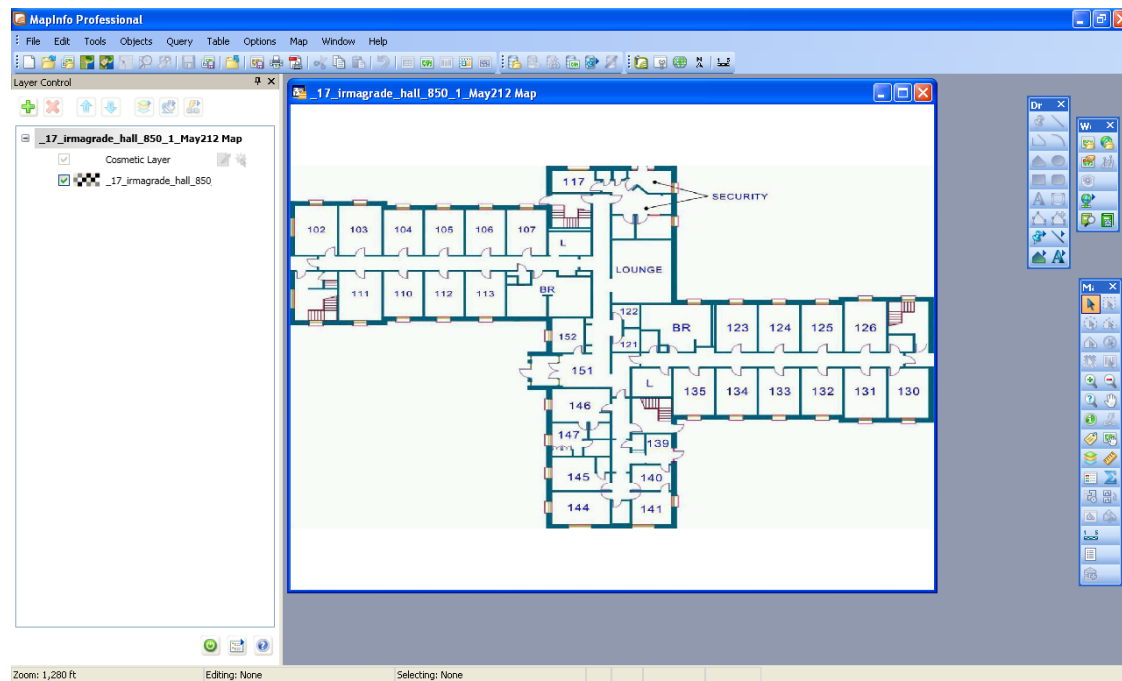 MapInfo Professional
File Edit Tools Objects Query Table Options Map Window Help
Layer Control
_17_irmagrade_hall_850_1_May212 Map
Cosmetic Layer
_17_irmagrade_hall_850
_17_irmagrade_hall_850_1_May212 Map
117
SECURITY
102 103 104 105 106 107
L
LOUNGE
111 110 112 113 BR
122
152 121 BR 123 124 125 126
151
L 135 134 133 132 131 130
146
147 139
145 140
144 141
Dr
Wi
Mi
Zoom: 1,280 ft Editing: None Selecting: None